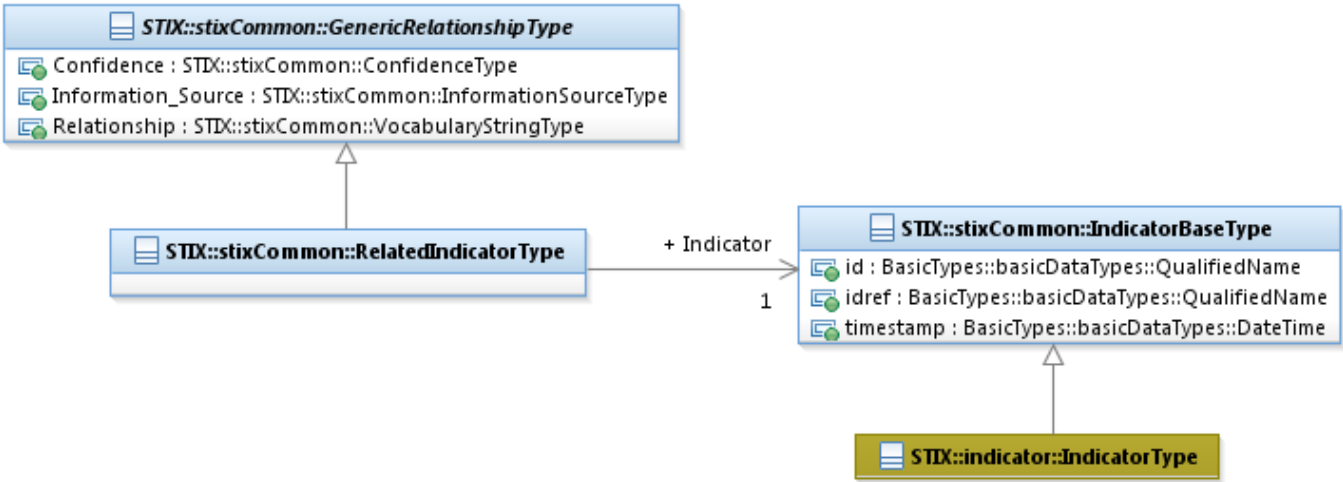 STIX::stixCommon::GenericRelationshipType
Confidence : STIX::stixCommon::ConfidenceType
Information_Source : STIX::stixCommon::InformationSourceType
Relationship : STIX::stixCommon::VocabularyStringType
STIX::stixCommon::RelatedIndicatorType
+ Indicator
1
STIX::stixCommon::IndicatorBaseType
id : BasicTypes::basicDataTypes::QualifiedName
idref : BasicTypes::basicDataTypes::QualifiedName
timestamp : BasicTypes::basicDataTypes::DateTime
STIX::indicator::IndicatorType